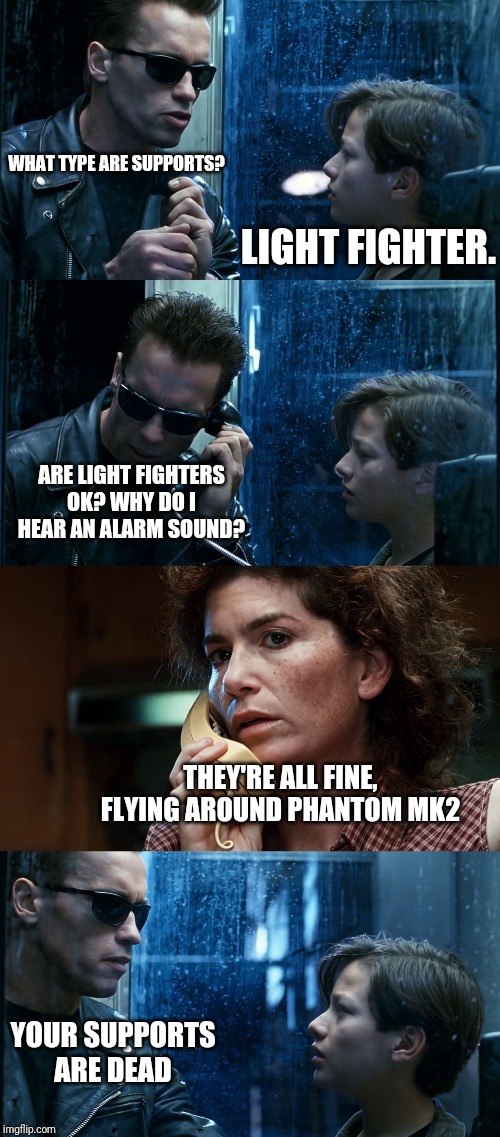 WHAT TYPE ARE SUPPORTS?
LIGHT FIGHTER.
ARE LIGHT FIGHTERS
OK? WHY DO I
HEAR AN ALARM SOUND?
THEY'RE ALL FINE,
FLYING AROUND PHANTOM MK2
YOUR SUPPORTS
ARE DEAD
imgflip.com